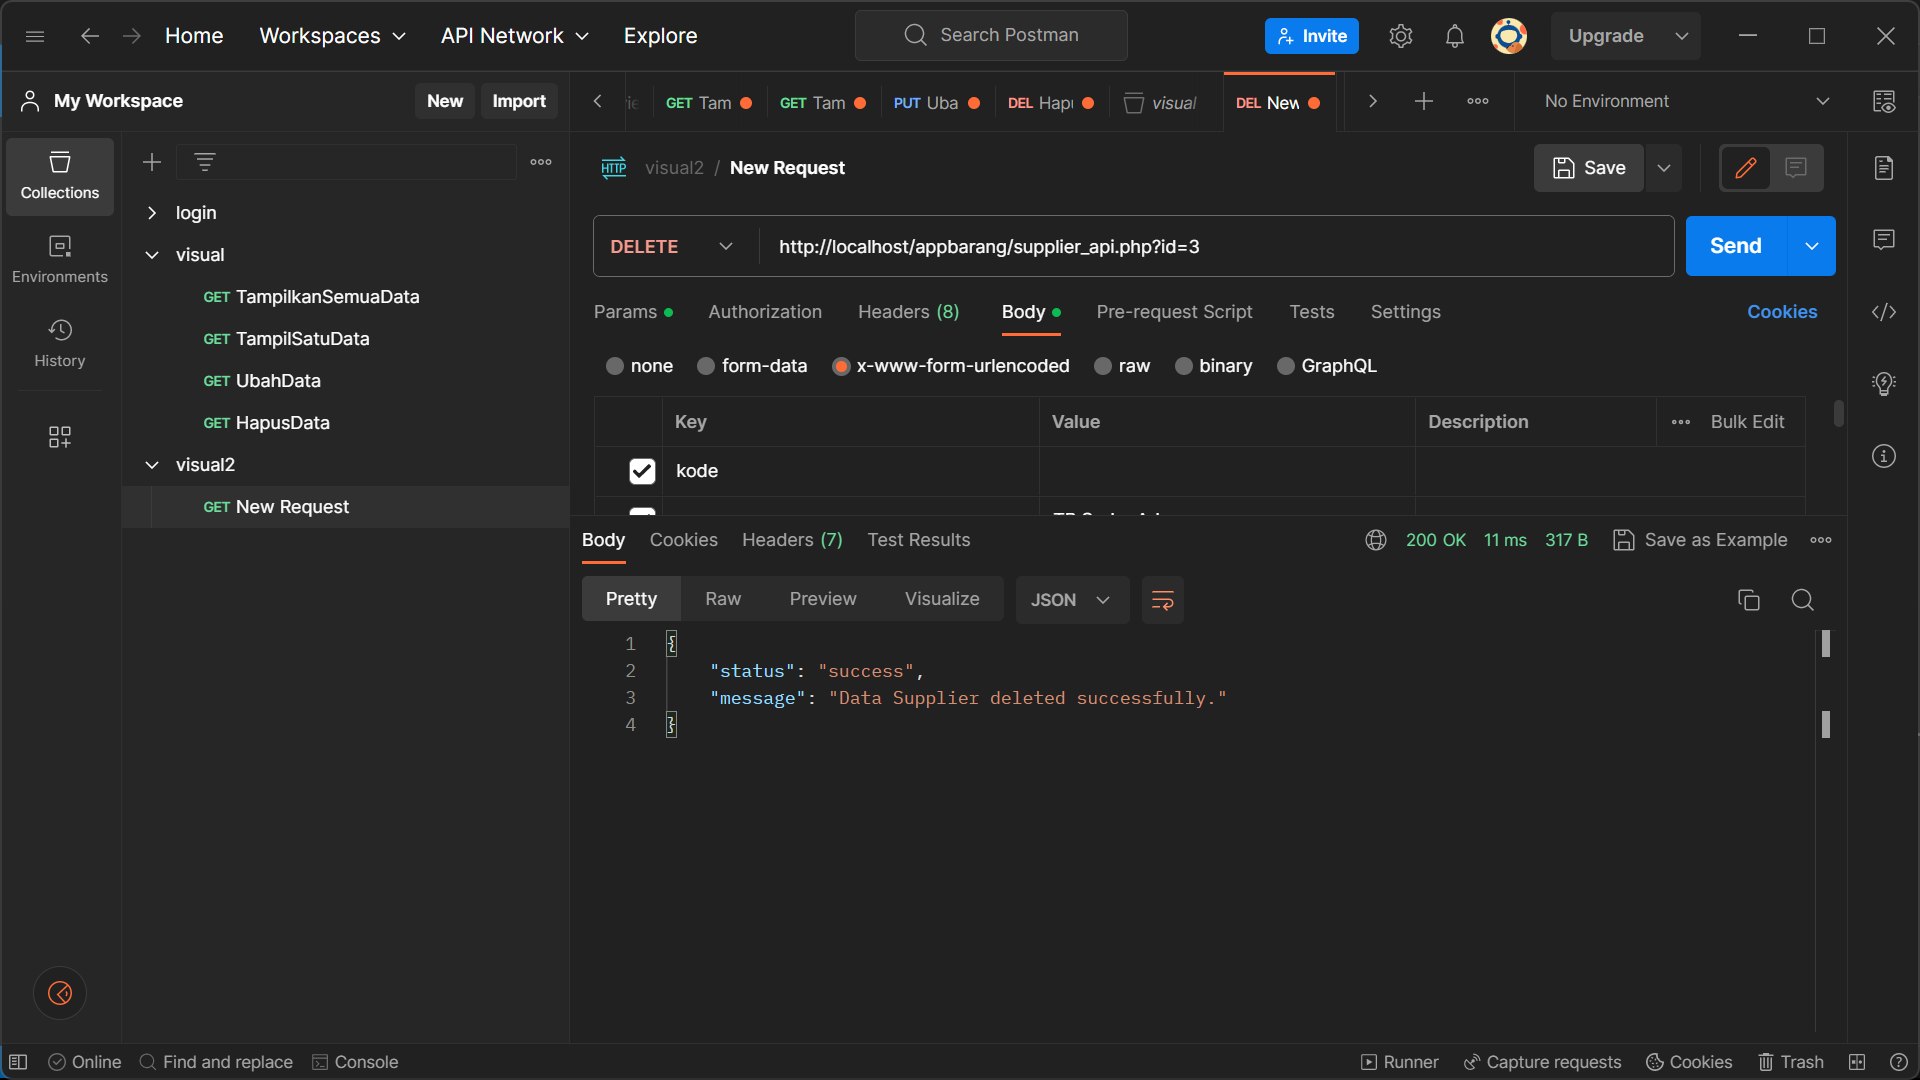 Home
Workspaces
API Network
Explore
Search Postman
Invite
Upgrade
My Workspace
New
Import
GET Tam
GET Tam
PUT Uba
DEL Hapu
visual
DEL New
No Environment
Collections
Environments
History
login
visual
GET TampilkanSemuaData
GET TampilSatuData
GET UbahData
GET HapusData
visual2
GET New Request
HTTP
visual2 / New Request
Save
DELETE
http://localhost/appbarang/supplier_api.php?id=3
Send
Params
Authorization
Headers (8)
Body
Pre-request Script
Tests
Settings
Cookies
none
form-data
x-www-form-urlencoded
raw
binary
GraphQL
Key
Value
Description
Bulk Edit
kode
Body
Cookies
Headers (7)
Test Results
200 OK
11 ms
317 B
Save as Example
Pretty
Raw
Preview
Visualize
JSON
1 {
2 "status": "success",
3 "message": "Data Supplier deleted successfully."
4 }
Online
Find and replace
Console
Runner
Capture requests
Cookies
Trash